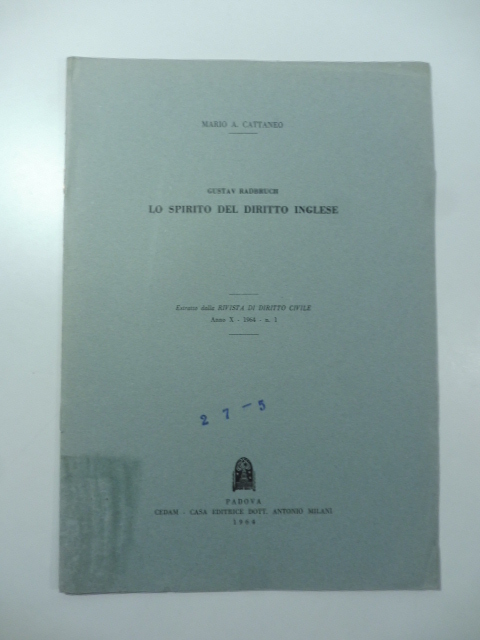 MARIO A. CATTANEO
GUSTAV RADBRUCH
LO SPIRITO DEL DIRITTO INGLESE
Estratto dalla RIVISTA DI DIRITTO CIVILE
Anno X - 1964 - n. 1
2 7 - 5
PADOVA
CEDAM - CASA EDITRICE DOTT. ANTONIO MILANI
1964